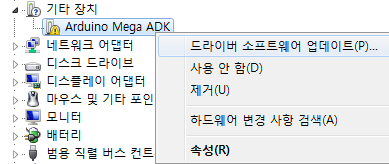 기타 장치
Arduino Mega ADK
네트워크 어댑터
디스크 드라이브
디스플레이 어댑터
마우스 및 기타 포인
모니터
배터리
범용 직렬 버스 컨트
드라이버 소프트웨어 업데이트(P)...
사용 안 함(D)
제거(U)
하드웨어 변경 사항 검색(A)
속성(R)